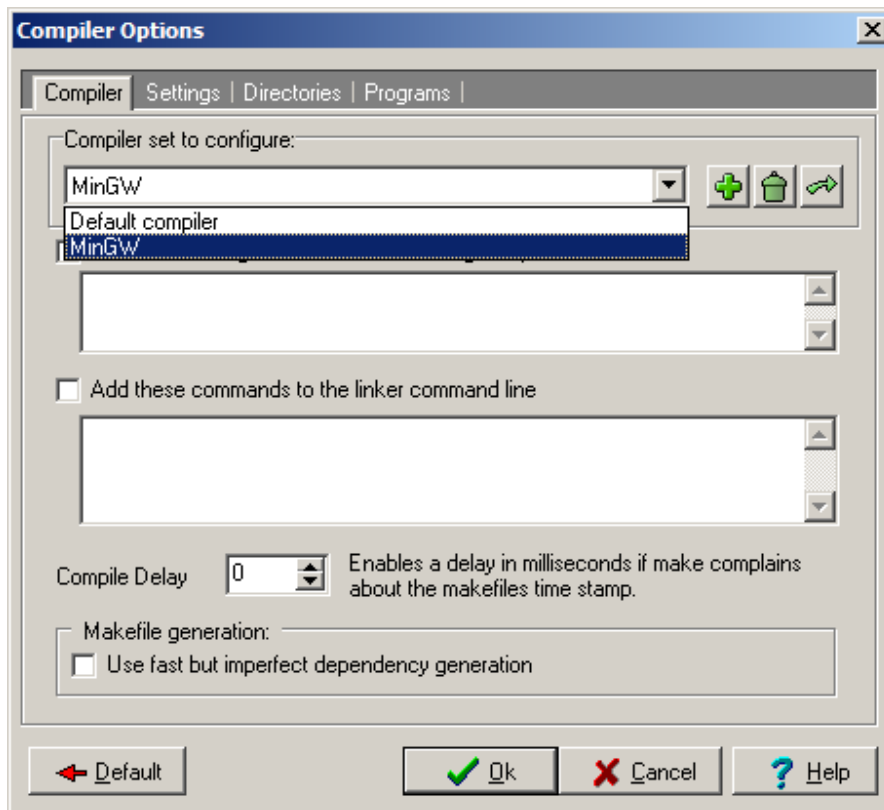 Compiler Options
Compiler | Settings | Directories | Programs |
Compiler set to configure:
MinGW
Default compiler
MinGW
Add these commands to the linker command line
Compile Delay
0
Enables a delay in milliseconds if make complains
about the makefiles time stamp.
Makefile generation:
Use fast but imperfect dependency generation
Default
Ok
Cancel
Help